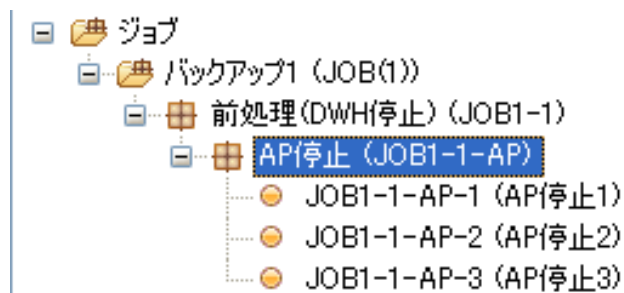 ジョブ
バックアップ1 (JOB(1))
前処理(DWH停止) (JOB1-1)
AP停止 (JOB1-1-AP)
JOB1-1-AP-1 (AP停止1)
JOB1-1-AP-2 (AP停止2)
JOB1-1-AP-3 (AP停止3)